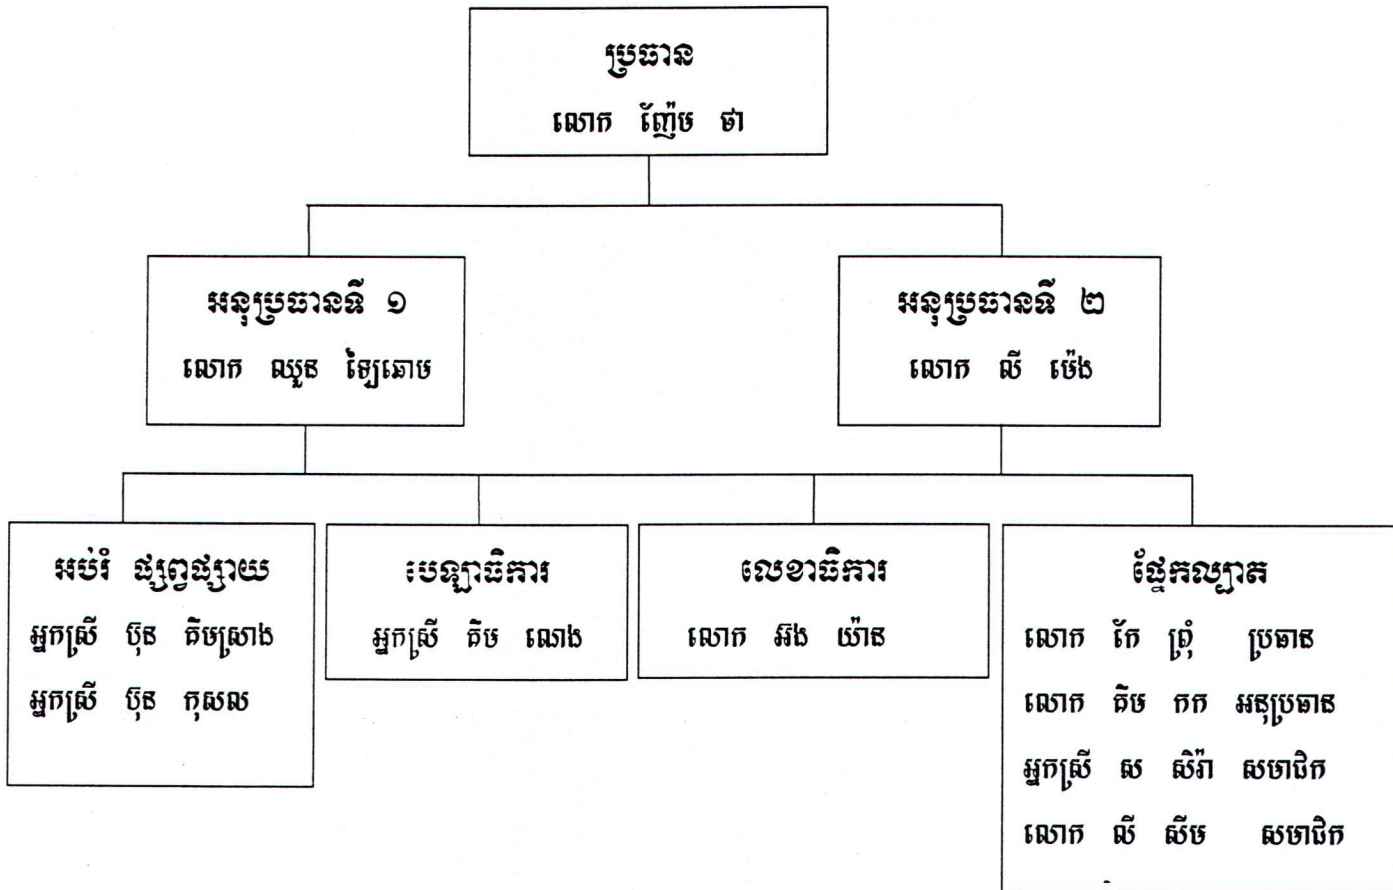 ប្រធាន
លោក ញ៉ែម ថា
អនុប្រធានទី ១
លោក ឈួន ឡៃឆោម
អនុប្រធានទី ២
លោក លី ម៉េង
អប់រំ ផ្សព្វផ្សាយ
អ្នកស្រី ប៊ុន គិមស្រាង
អ្នកស្រី ប៊ុន កុសល
បេឡាធិការ
អ្នកស្រី គិម ណេង
លេខាធិការ
លោក អ៊ង យ៉ាន
ផ្នែកល្បាត
លោក កែ ព្រុំ ប្រធាន
លោក គិម កក អនុប្រធាន
អ្នកស្រី ស សិរ៉ា សមាជិក
លោក លី ស៊ីម សមាជិក